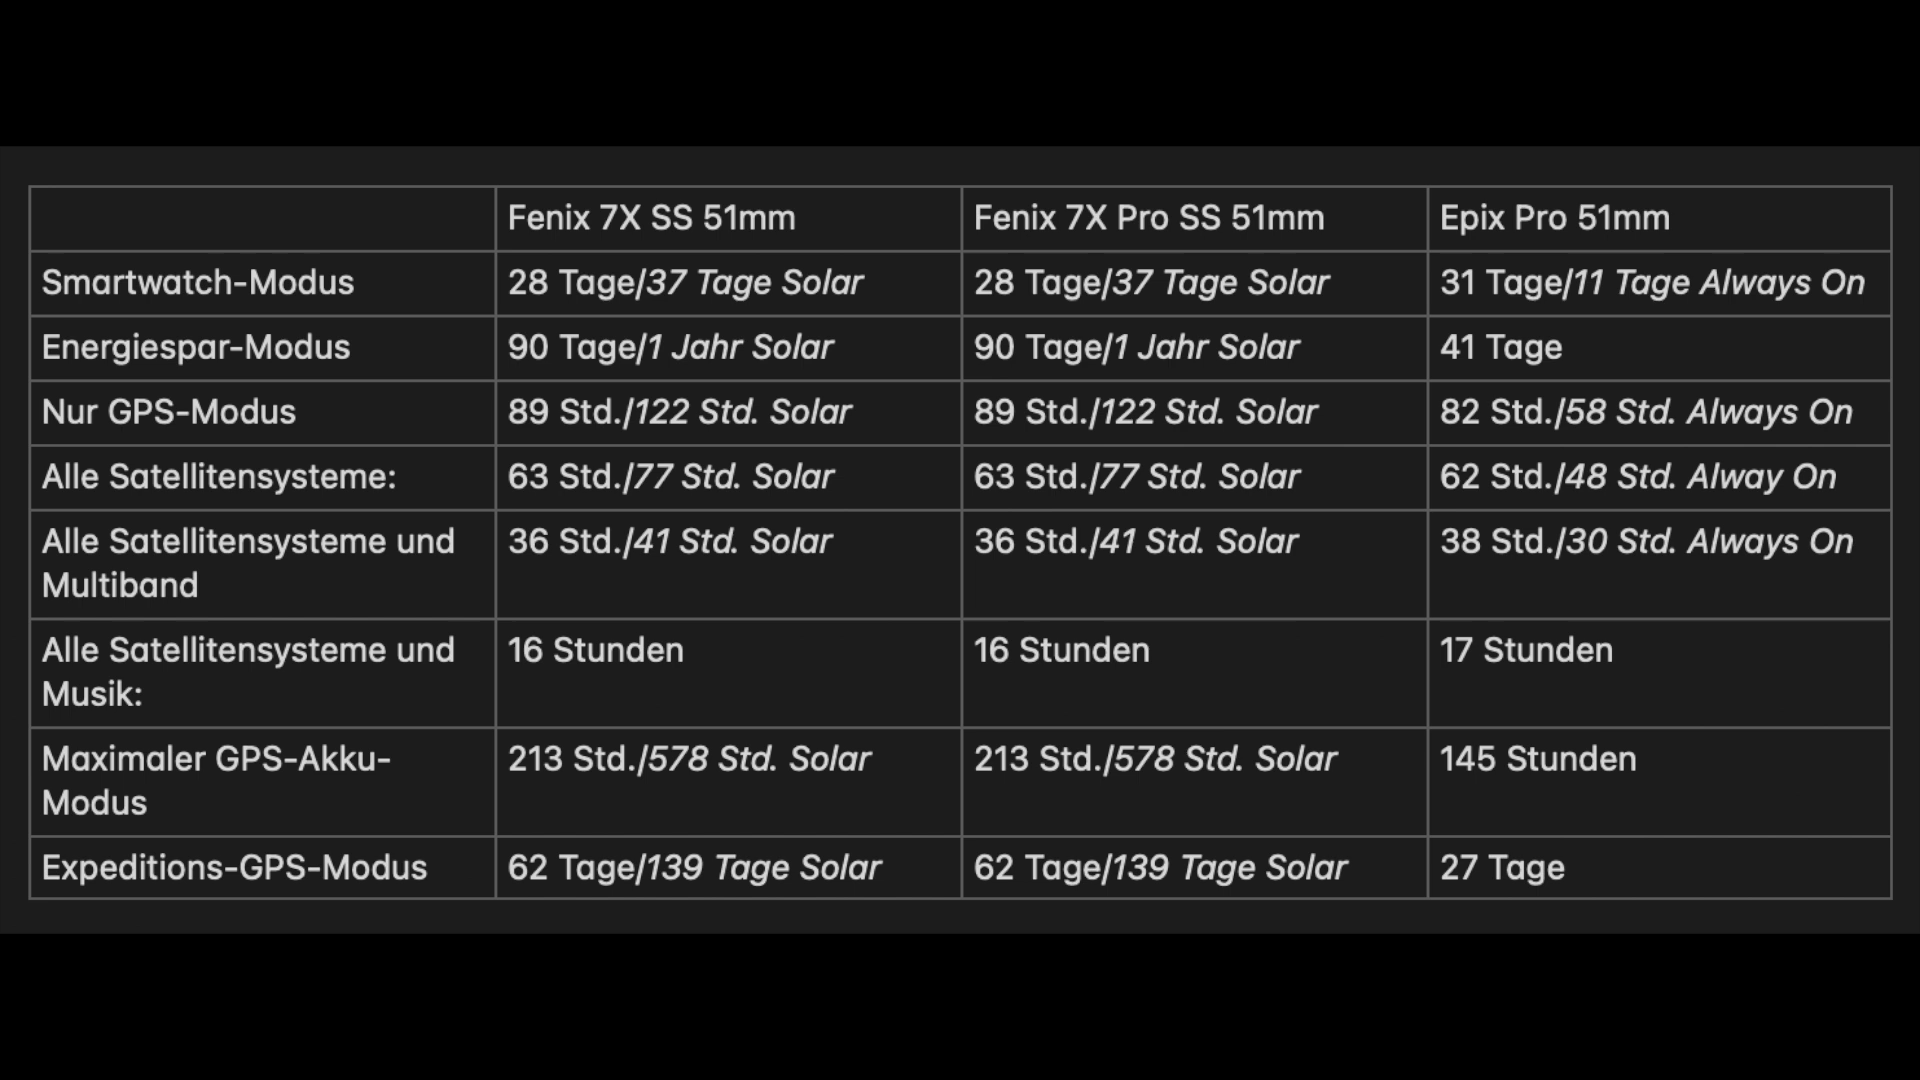 Fenix 7X SS 51mm
Fenix 7X Pro SS 51mm
Epix Pro 51mm
Smartwatch-Modus
28 Tage/37 Tage Solar
28 Tage/37 Tage Solar
31 Tage/11 Tage Always On
Energiespar-Modus
90 Tage/1 Jahr Solar
90 Tage/1 Jahr Solar
41 Tage
Nur GPS-Modus
89 Std./122 Std. Solar
89 Std./122 Std. Solar
82 Std./58 Std. Always On
Alle Satellitensysteme:
63 Std./77 Std. Solar
63 Std./77 Std. Solar
62 Std./48 Std. Alway On
Alle Satellitensysteme und
Multiband
36 Std./41 Std. Solar
36 Std./41 Std. Solar
38 Std./30 Std. Always On
Alle Satellitensysteme und
Musik:
16 Stunden
16 Stunden
17 Stunden
Maximaler GPS-Akku-
Modus
213 Std./578 Std. Solar
213 Std./578 Std. Solar
145 Stunden
Expeditions-GPS-Modus
62 Tage/139 Tage Solar
62 Tage/139 Tage Solar
27 Tage